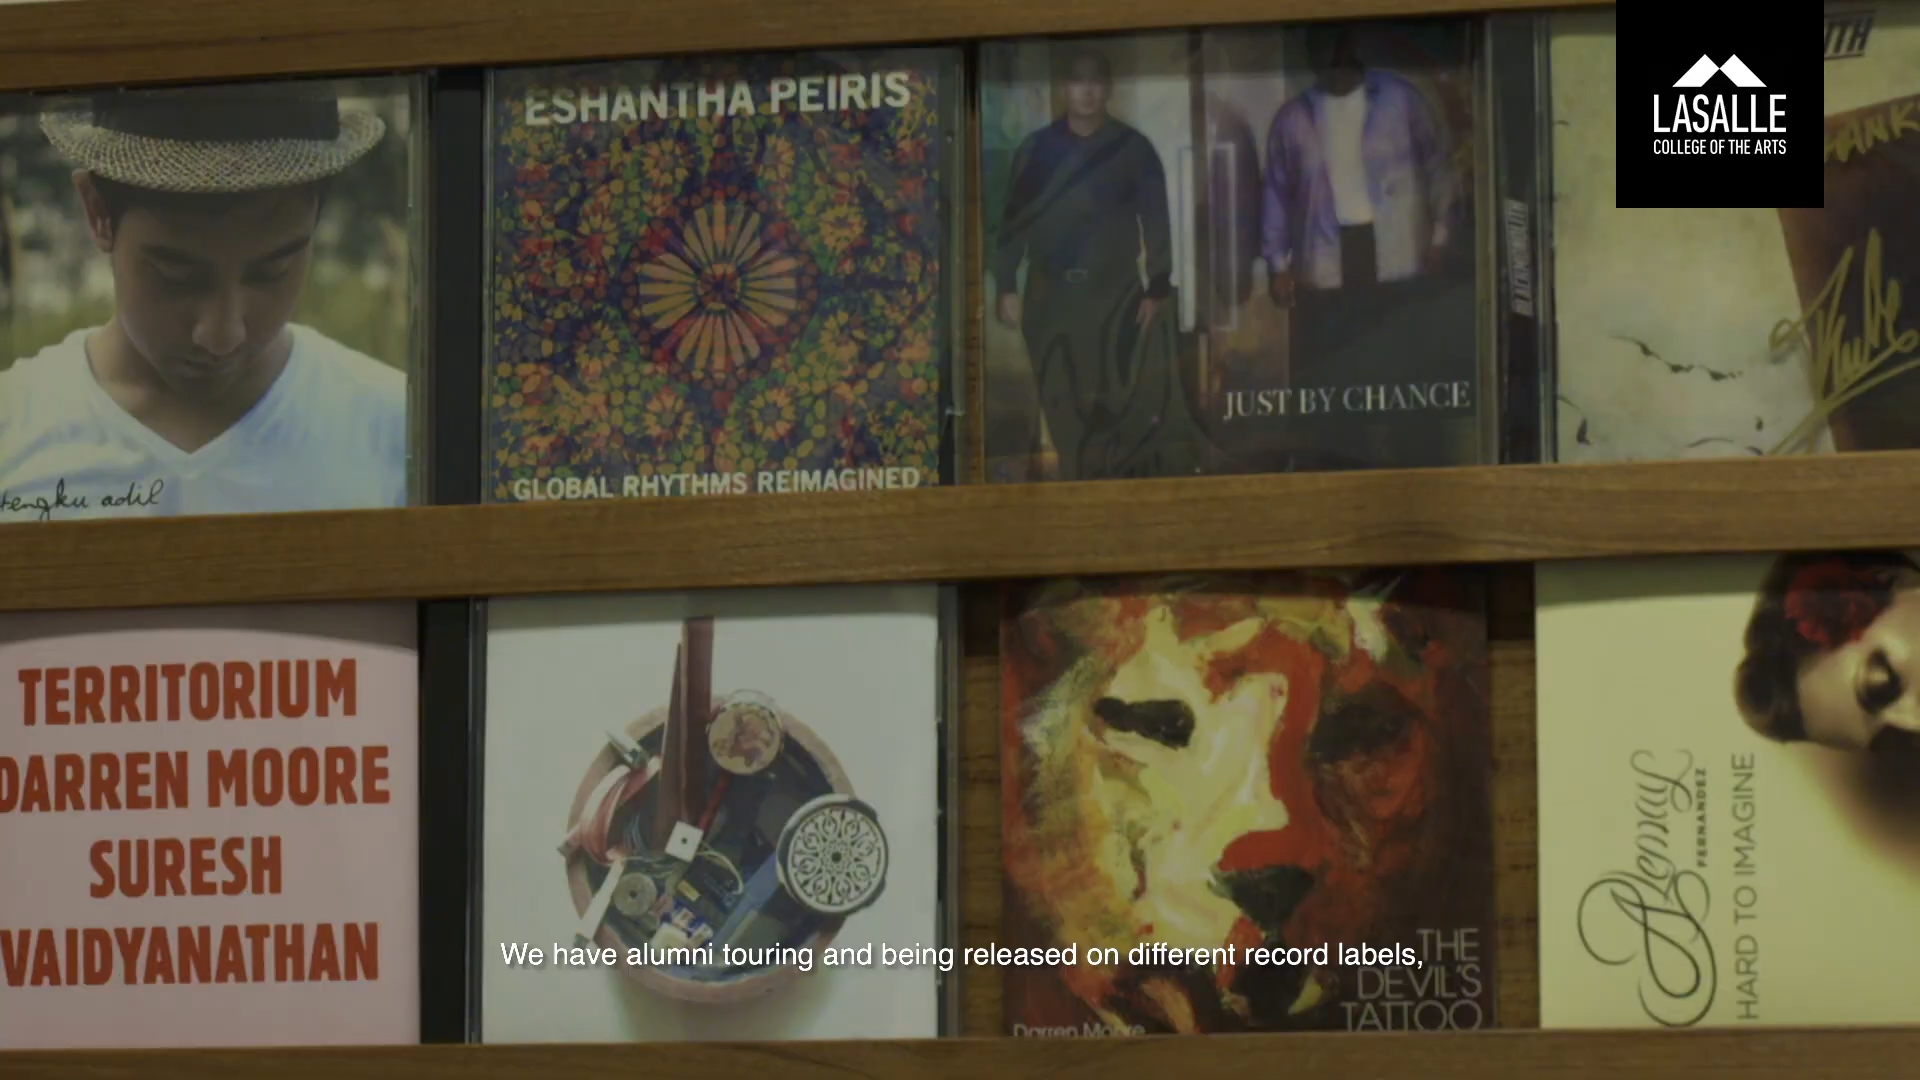 ESHANTHA PEIRIS
GLOBAL RHYTHMS REIMAGINED
tengku adil
JUST BY CHANCE
LASALLE
COLLEGE OF THE ARTS
TERRITORIUM
DARREN MOORE
SURESH
VAIDYANATHAN
THE
DEVIL'S
TATTOO
Darren Moore
Alemay
FERNANDEZ
HARD TO IMAGINE
We have alumni touring and being released on different record labels,